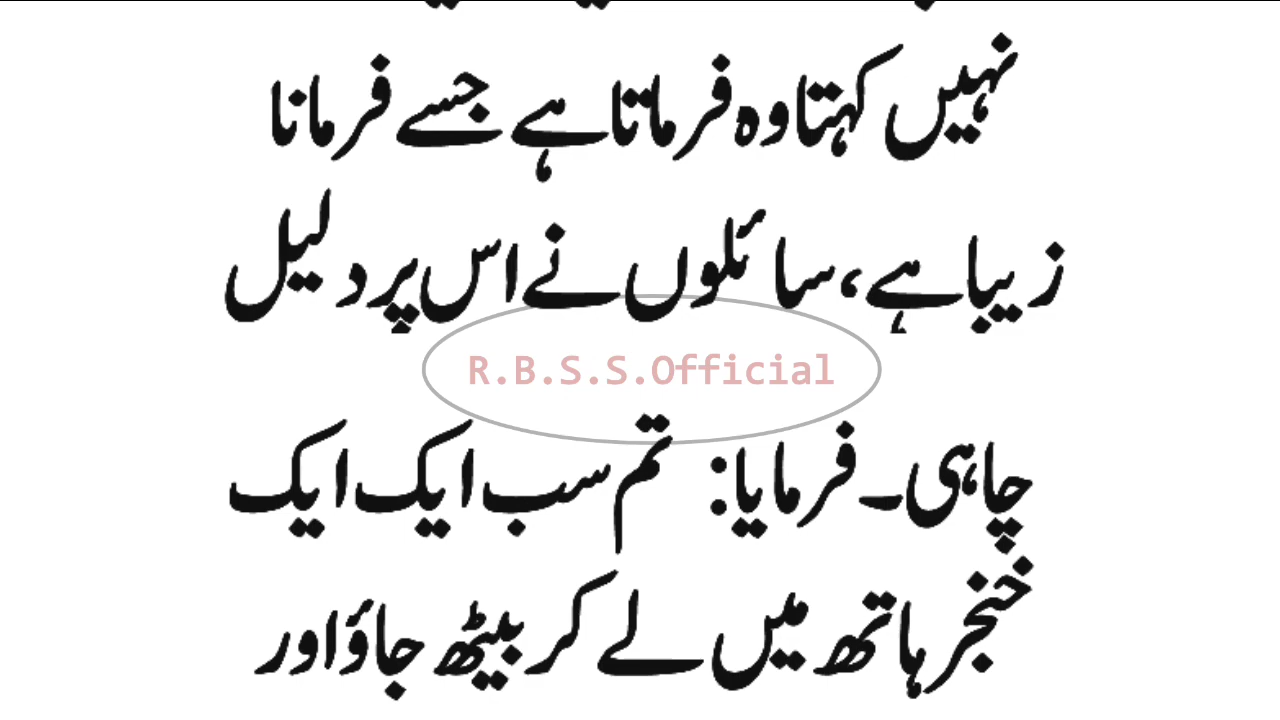 نہیں کہتا وہ فرماتا ہے جسے فرمانا
زیبا ہے، سائلوں نے اس پر دلیل
R.B.S.S.Official
چاہی۔ فرمایا: تم سب ایک ایک
خنجر ہاتھ میں لے کر بیٹھ جاؤ اور